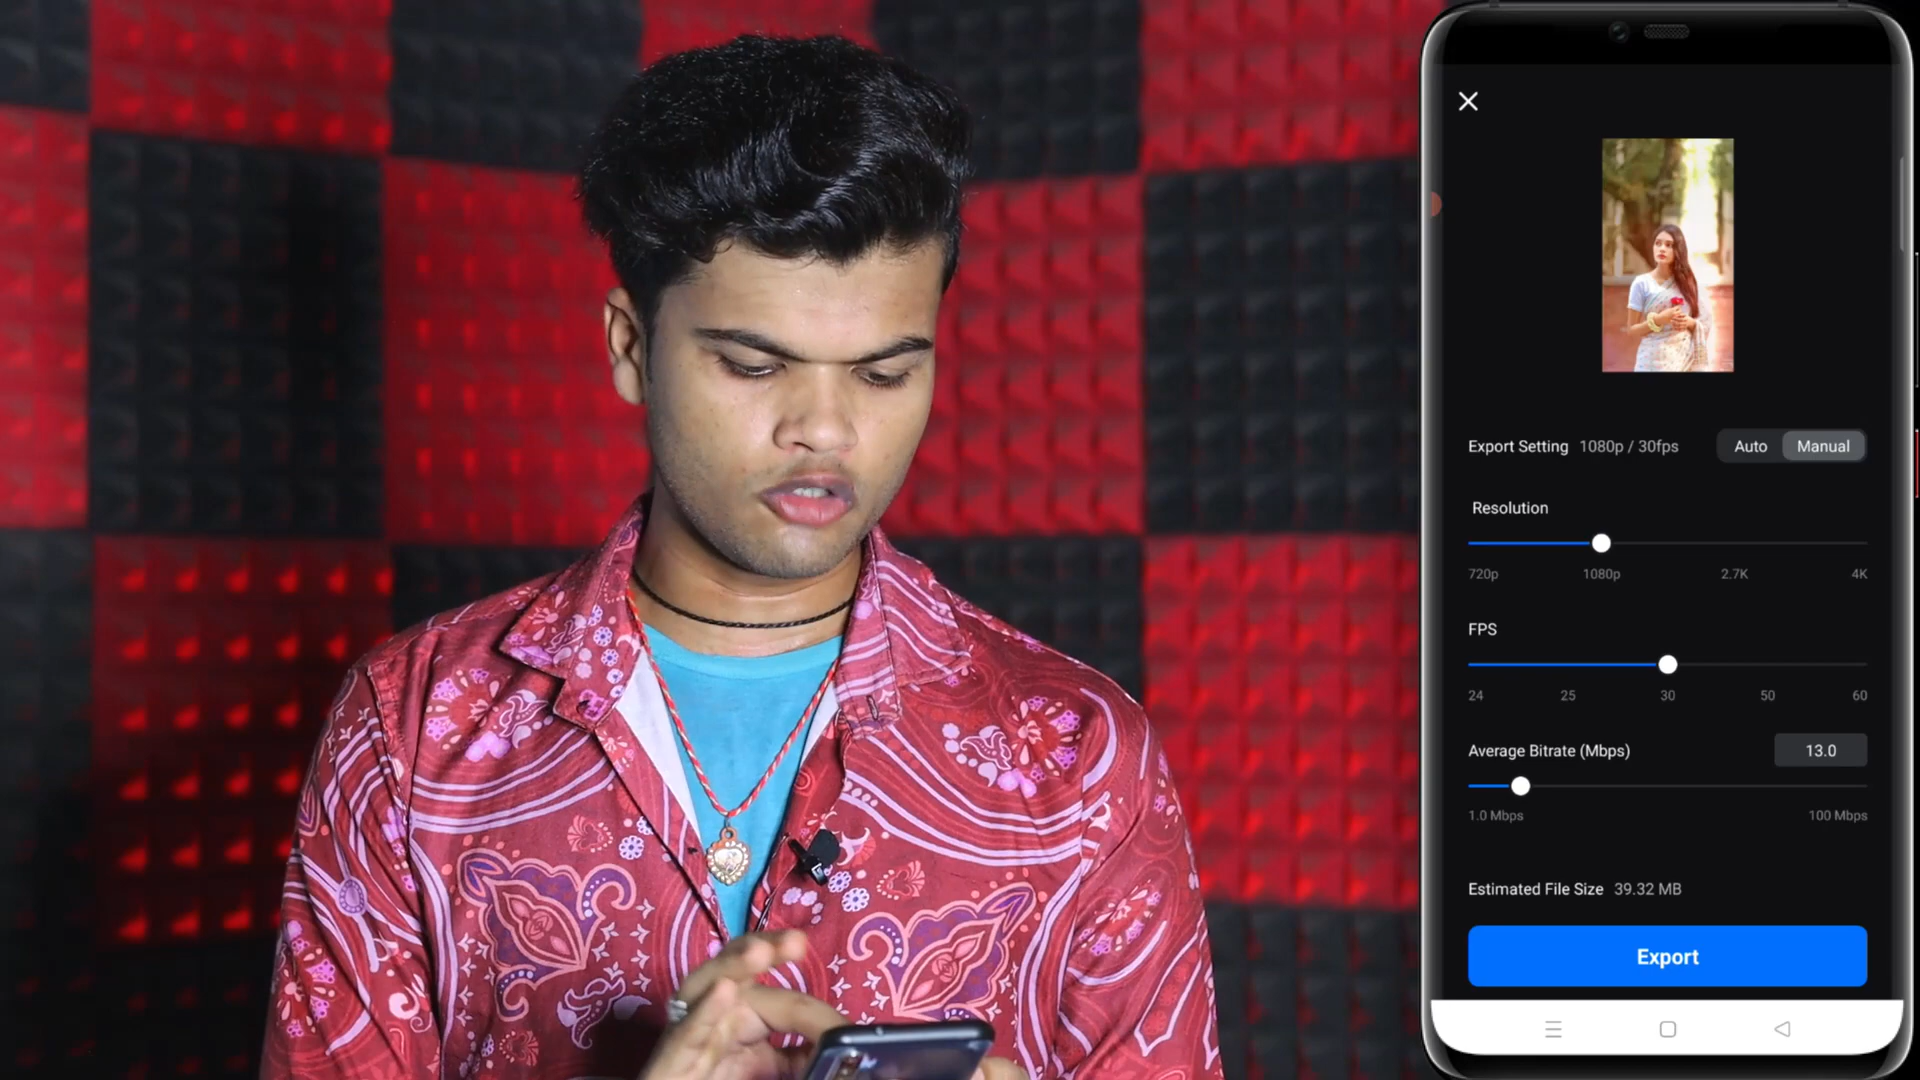 Export Setting 1080p / 30fps Auto Manual
Resolution
720p 1080p 2.7K 4K
FPS
24 25 30 50 60
Average Bitrate (Mbps) 13.0
1.0 Mbps 100 Mbps
Estimated File Size 39.32 MB
Export